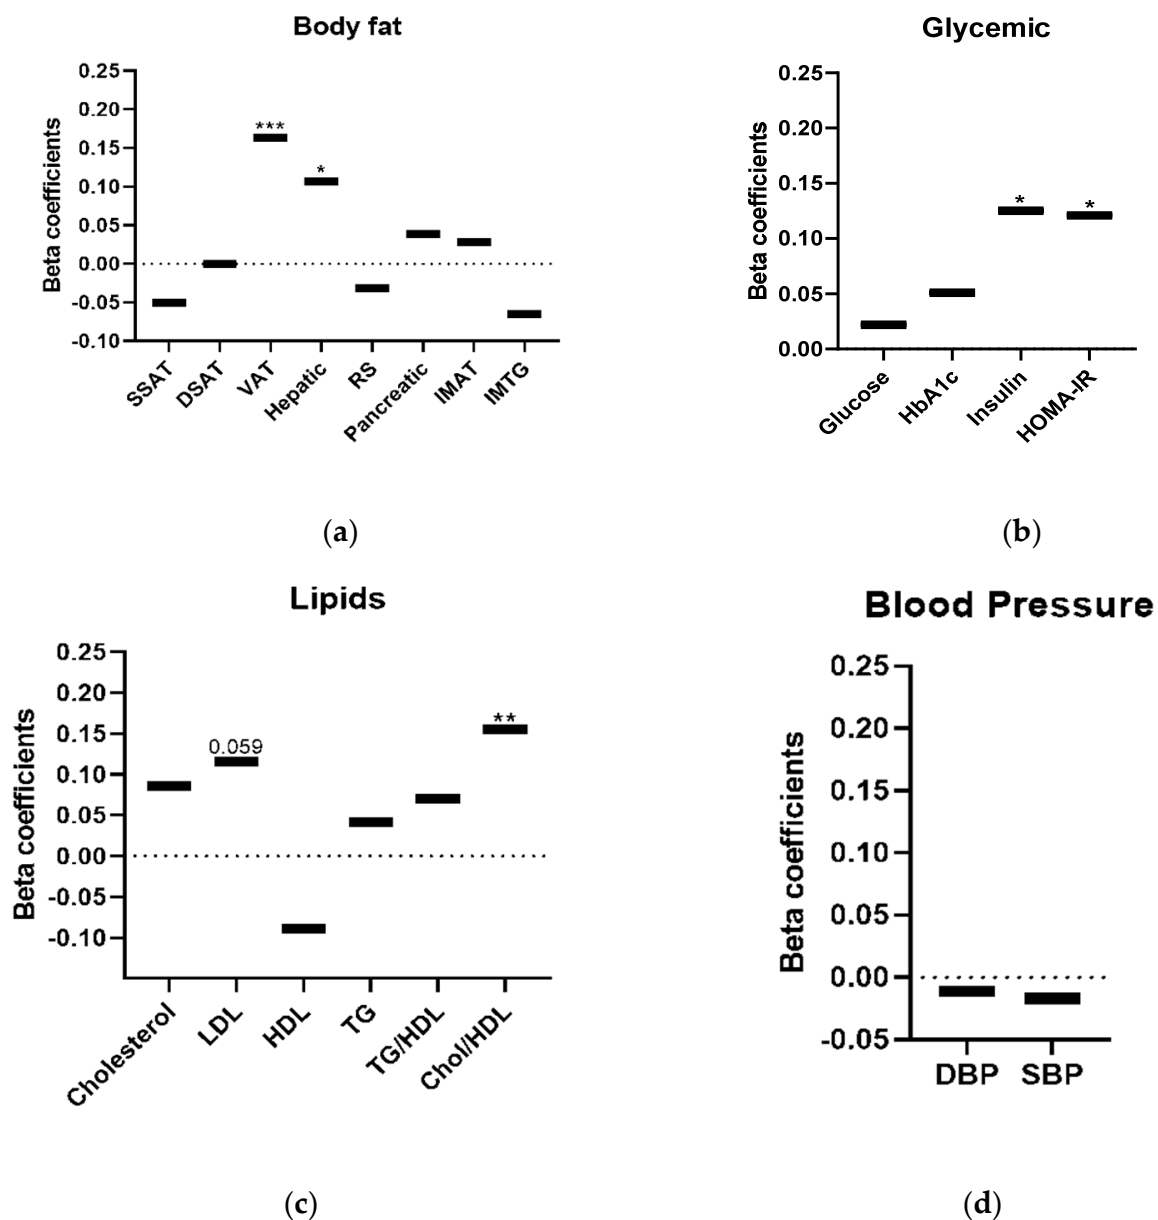 Body fat
Beta coefficients
0.25
0.20
0.15
0.10
0.05
0.00
-0.05
-0.10
***
*
SSAT
DSAT
VAT
Hepatic
RS
Pancreatic
IMAT
IMTG
(a)
Glycemic
Beta coefficients
0.25
0.20
0.15
0.10
0.05
0.00
*
*
Glucose
HbA1c
Insulin
HOMA-IR
(b)
Lipids
Beta coefficients
0.25
0.20
0.15
0.10
0.05
0.00
-0.05
-0.10
0.059
**
Cholesterol
LDL
HDL
TG
TG/HDL
Chol/HDL
(c)
Blood Pressure
Beta coefficients
0.25
0.20
0.15
0.10
0.05
0.00
-0.05
DBP
SBP
(d)